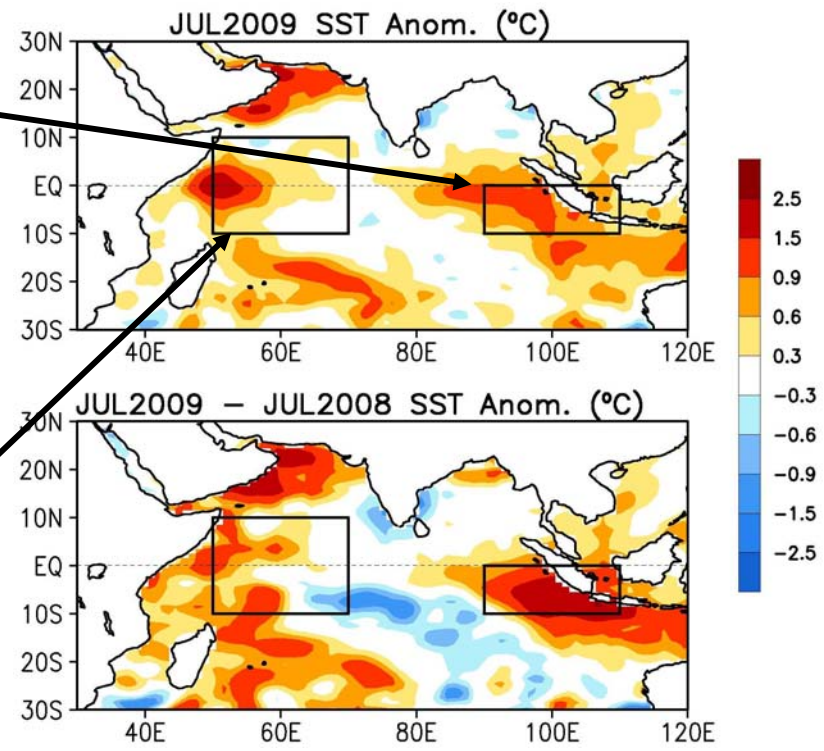 JUL2009 SST Anom. (ºC)
30N
20N
10N
EQ
10S
20S
30S
40E 60E 80E 100E 120E
2.5
1.5
0.9
0.6
0.3
−0.3
−0.6
−0.9
−1.5
−2.5
JUL2009 − JUL2008 SST Anom. (ºC)
30N
20N
10N
EQ
10S
20S
30S
40E 60E 80E 100E 120E